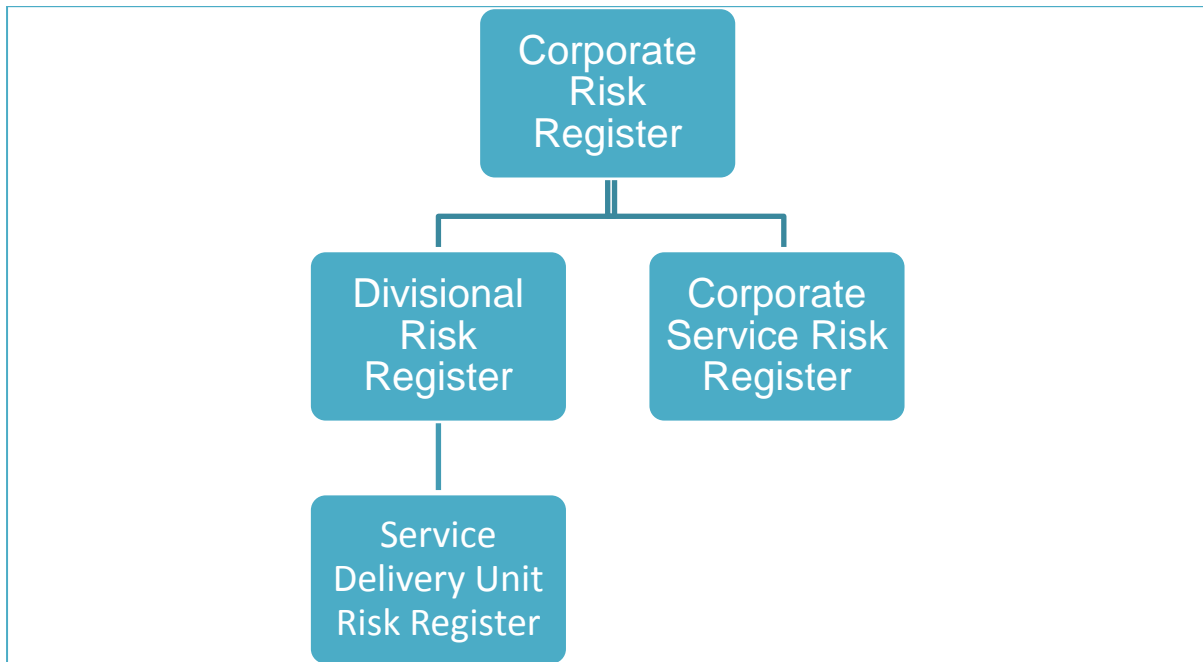 Corporate
Risk
Register
Divisional
Risk
Register
Corporate
Service Risk
Register
Service
Delivery Unit
Risk Register